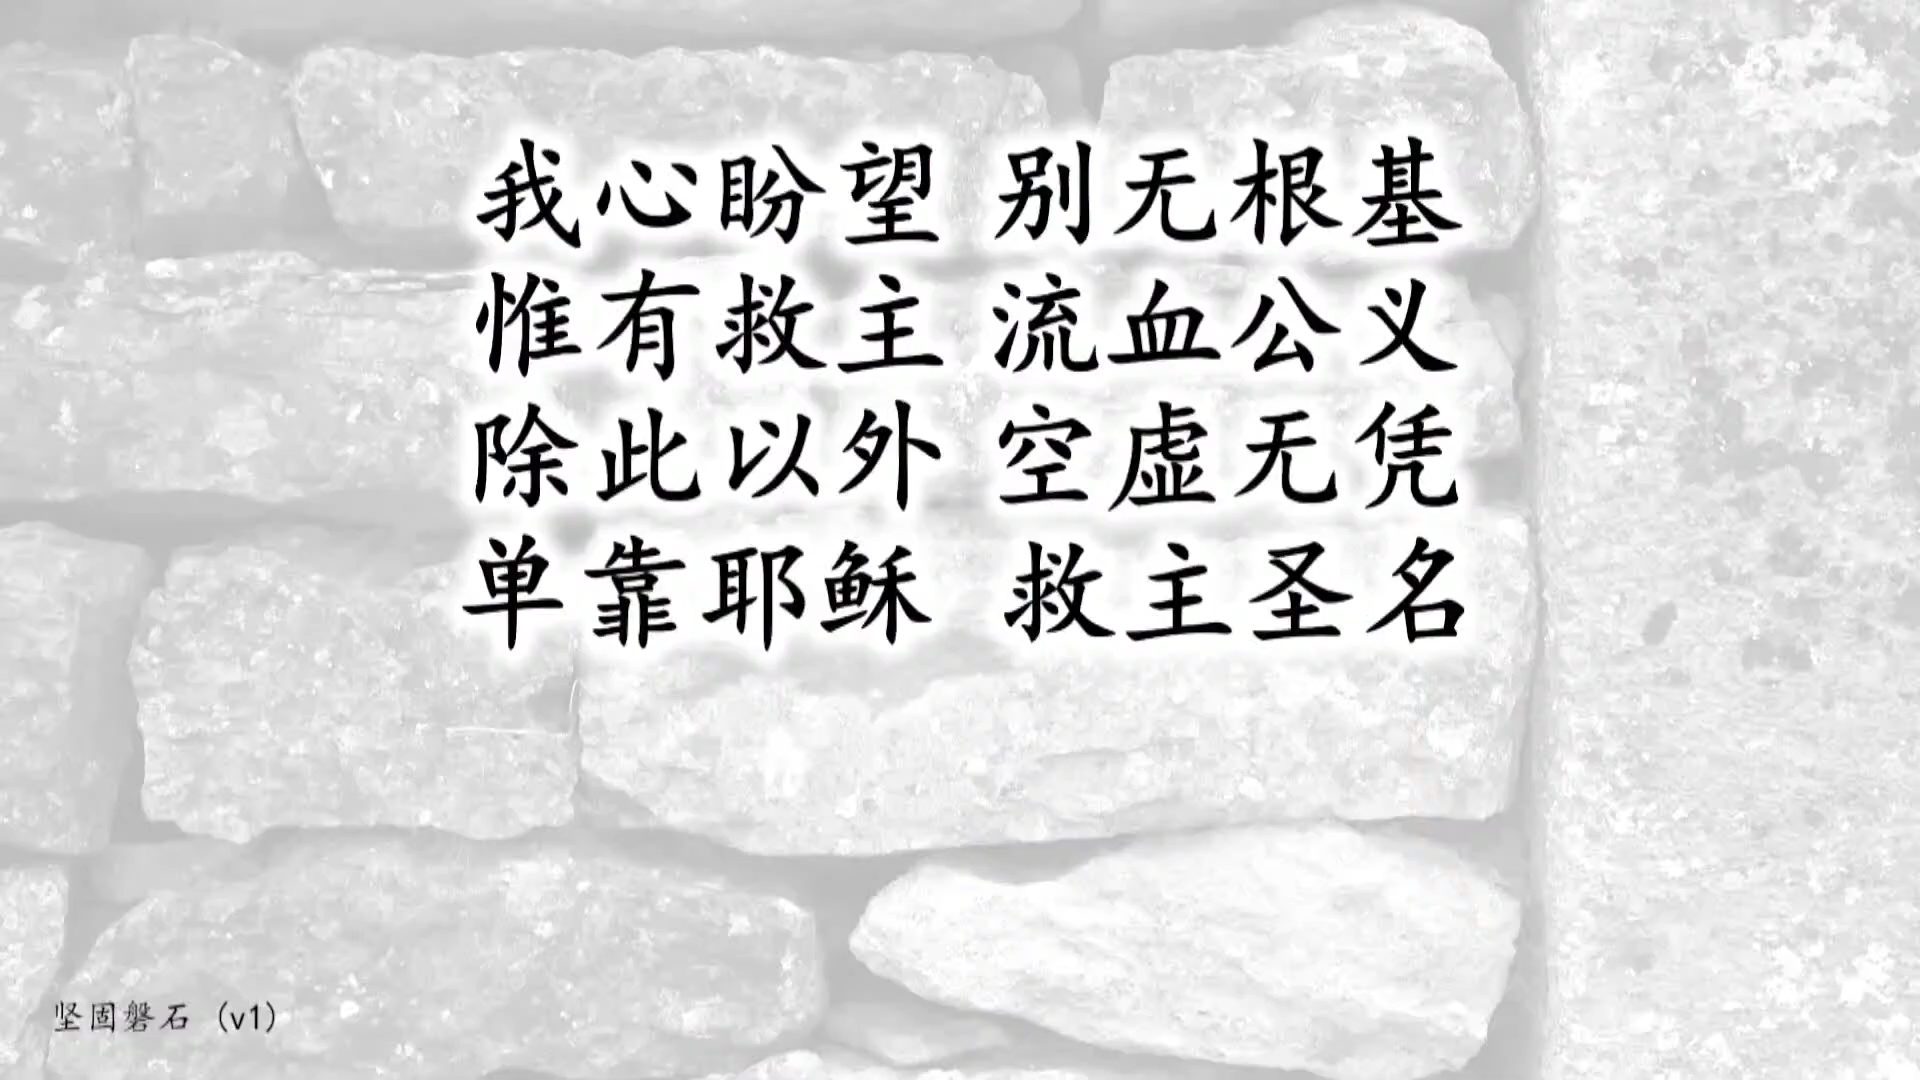 我心盼望 别无根基
惟有救主 流血公义
除此以外 空虚无凭
单靠耶稣 救主圣名
坚固磐石 (v1)